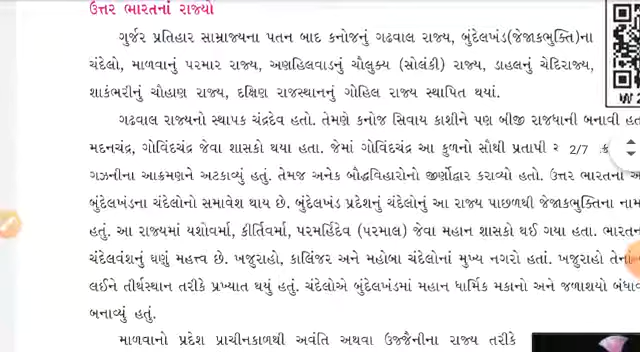 ઉત્તર ભારતનાં રાજ્યો
ગુર્જર પ્રતિહાર સામ્રાજ્યના પતન બાદ કનોજનું ગઢવાલ રાજ્ય, બુંદેલખંડ(જેજાકભુક્તિ)ના
ચંદેલો, માળવાનું પરમાર રાજ્ય, અણહિલવાડનું ચૌલુક્ય (સોલંકી) રાજ્ય, ડાહલનું ચેદિરાજ્ય,
શાકંભરીનું ચૌહાણ રાજ્ય, દક્ષિણ રાજસ્થાનનું ગોહિલ રાજ્ય સ્થાપિત થયાં.
ગઢવાલ રાજ્યનો સ્થાપક ચંદ્રદેવ હતો. તેમણે કનોજ સિવાય કાશીને પણ બીજી રાજધાની બનાવી
મદનચંદ્ર, ગોવિંદચંદ્ર જેવા શાસકો થયા હતા. જેમાં ગોવિંદચંદ્ર આ કુળનો સૌથી પ્રતાપી 2/7
ગઝનીના આક્રમણને અટકાવ્યું હતું. તેમજ અનેક બૌદ્ધવિહારોનો જીર્ણોદ્ધાર કરાવ્યો હતો. ઉત્તર ભારતના
બુંદેલખંડના ચંદેલોનો સમાવેશ થાય છે. બુંદેલખંડ પ્રદેશનું ચંદેલોનું આ રાજ્ય પાછળથી જેજાકભુક્તિના
હતું. આ રાજ્યમાં યશોવર્મા, કીર્તિવર્મા, પરમર્હિદેવ (પરમાલ) જેવા મહાન શાસકો થઈ ગયા હતા.
ચંદેલવંશનું ઘણું મહત્ત્વ છે. ખજુરાહો, કાલિંજર અને મહોબા ચંદેલોનાં મુખ્ય નગરો હતાં. ખજુરાહો
લઈને તીર્થસ્થાન તરીકે પ્રખ્યાત થયું હતું. ચંદેલોએ બુંદેલખંડમાં મહાન ધાર્મિક મકાનો અને જળાશયો
બનાવ્યું હતું.
માળવાનો પ્રદેશ પ્રાચીનકાળથી અવંતિ અથવા ઉજ્જૈનીના રાજ્ય તરીકે